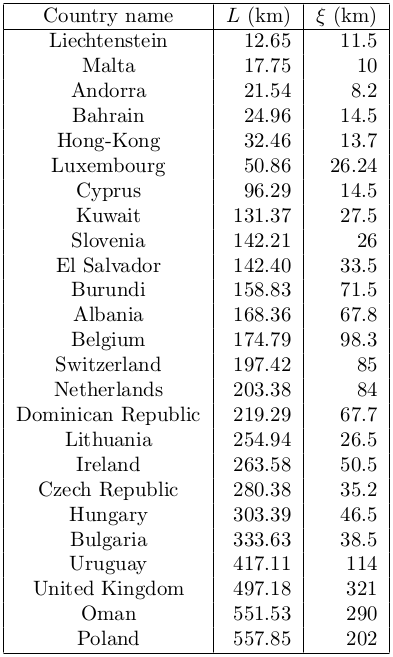 Country name L (km) ξ (km)
Liechtenstein 12.65 11.5
Malta 17.75 10
Andorra 21.54 8.2
Bahrain 24.96 14.5
Hong-Kong 32.46 13.7
Luxembourg 50.86 26.24
Cyprus 96.29 14.5
Kuwait 131.37 27.5
Slovenia 142.21 26
El Salvador 142.40 33.5
Burundi 158.83 71.5
Albania 168.36 67.8
Belgium 174.79 98.3
Switzerland 197.42 85
Netherlands 203.38 84
Dominican Republic 219.29 67.7
Lithuania 254.94 26.5
Ireland 263.58 50.5
Czech Republic 280.38 35.2
Hungary 303.39 46.5
Bulgaria 333.63 38.5
Uruguay 417.11 114
United Kingdom 497.18 321
Oman 551.53 290
Poland 557.85 202